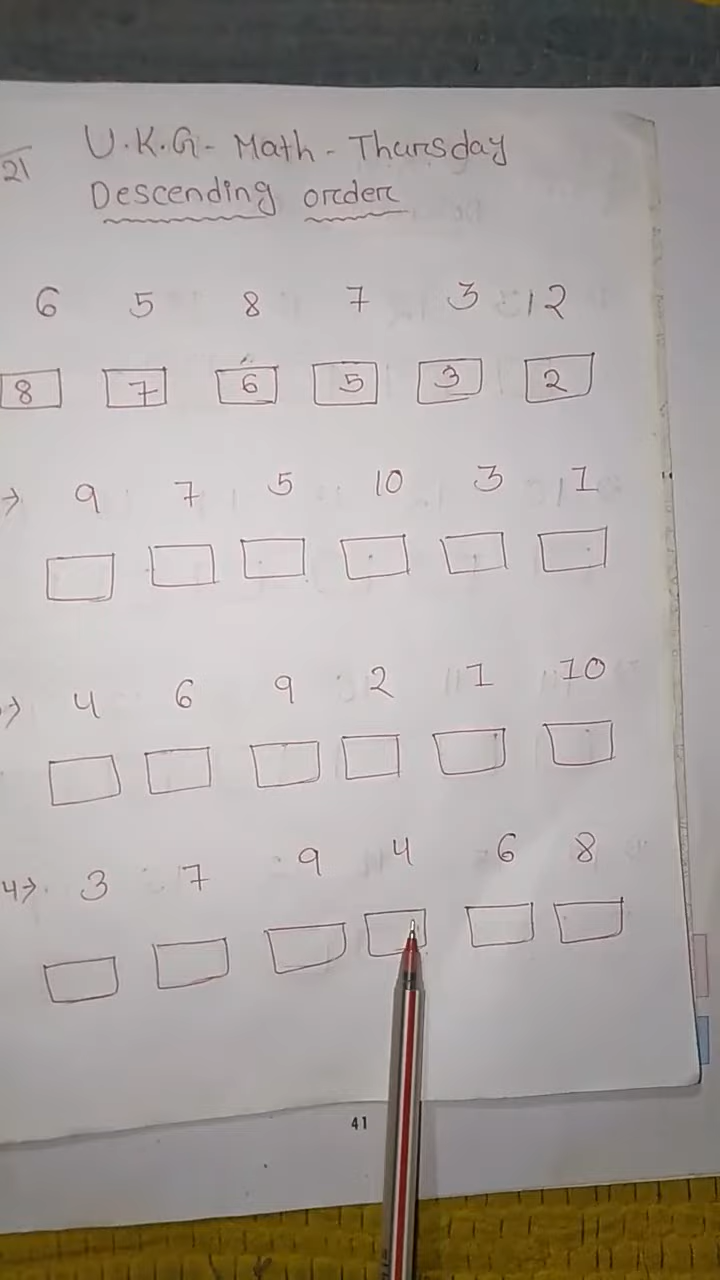 21 U.K.G - Math - Thursday
Descending order
6 5 8 7 3 2
8 7 6 5 3 2
→ 9 7 5 10 3 1
→ 4 6 9 2 1 10
4→ 3 7 9 4 6 8
41